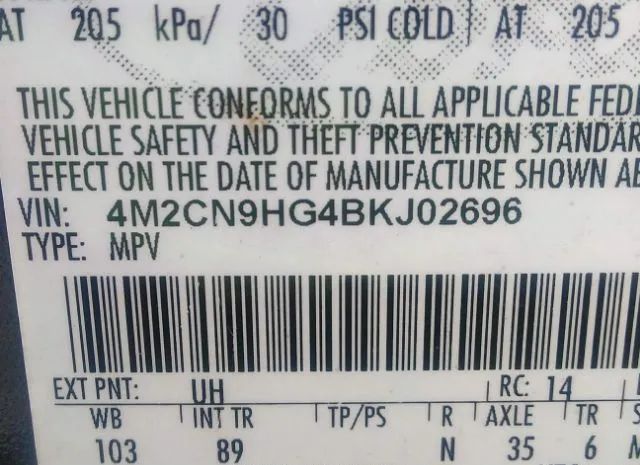 AT 205 kPa/ 30 PSI COLD AT 205
THIS VEHICLE CONFORMS TO ALL APPLICABLE FEDE
VEHICLE SAFETY AND THEFT PREVENTION STANDAR
EFFECT ON THE DATE OF MANUFACTURE SHOWN AB
VIN: 4M2CN9HG4BKJ02696
TYPE: MPV
EXT PNT: UH RC: 14
WB INT TR TP/PS R AXLE TR S
103 89 N 35 6